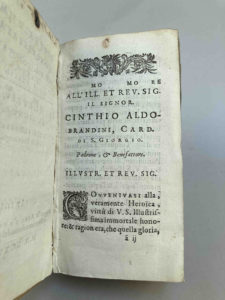 MO MO RE
ALL'ILL. ET REV. SIG.
IL SIGNOR.
CINTHIO ALDO-
BRANDINI, CARD.
DI S. GIORGIO.
Padrone, & Benefattore.
ILLVSTR. ET REV. SIG.
COVVENIVASI alla,
veramente Heroica,
virtù di V. S. Illustris-
sima immortale hono-
re: & ragion era, che quella gloria,
à ij